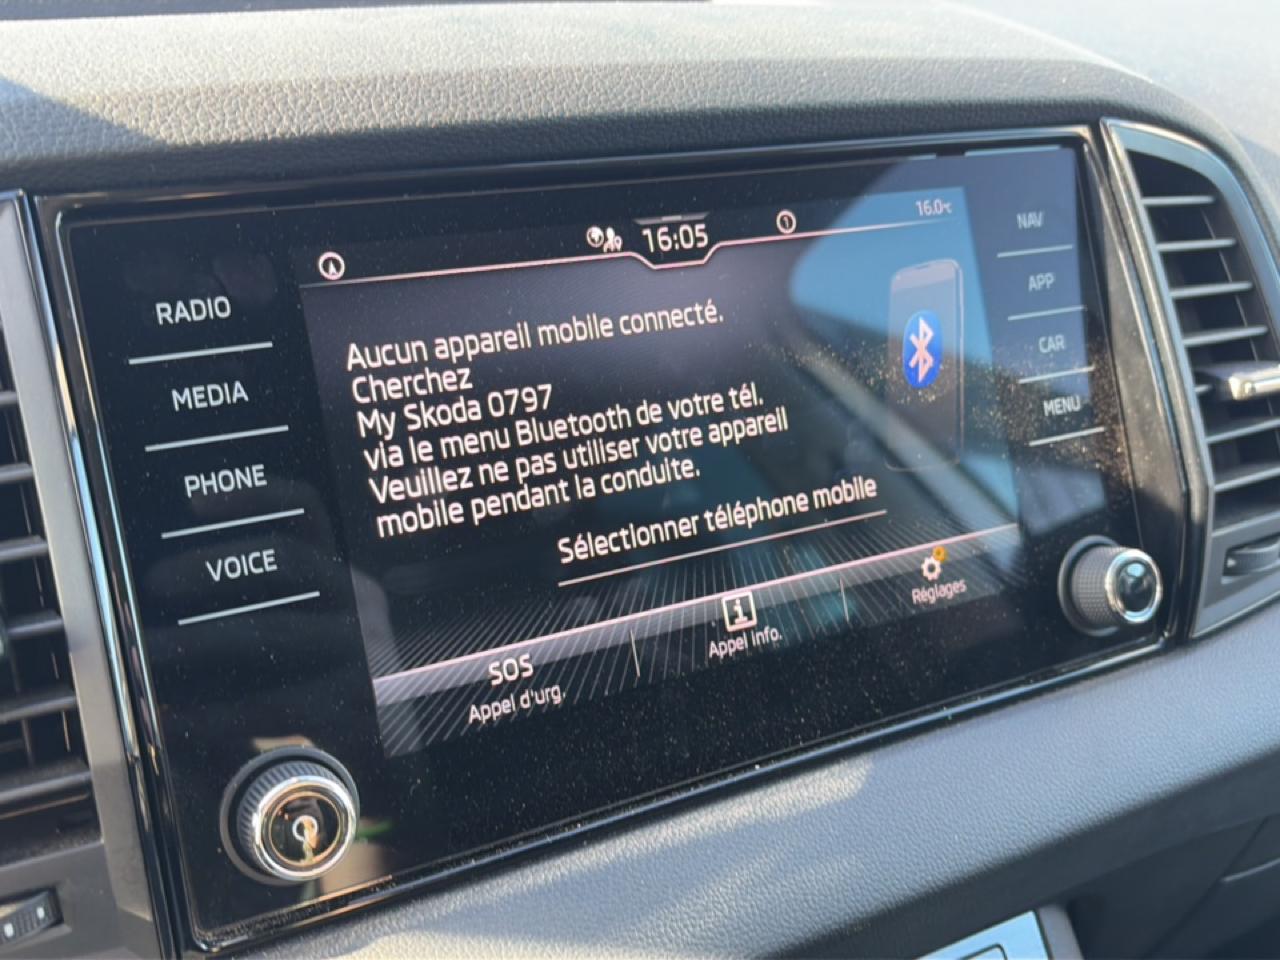 16:05
16.0°C
RADIO
MEDIA
PHONE
VOICE
Aucun appareil mobile connecté.
Cherchez
My Skoda 0797
via le menu Bluetooth de votre tél.
Veuillez ne pas utiliser votre appareil
mobile pendant la conduite.
Sélectionner téléphone mobile
SOS
Appel d'urg.
i
Appel info.
Réglages
NAV
APP
CAR
MENU